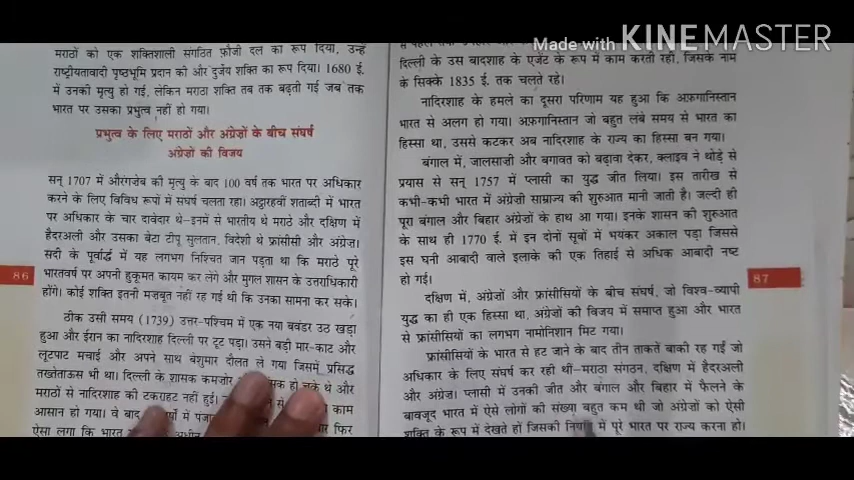 Made with KINEMASTER
मराठों को एक शक्तिशाली संगठित फ़ौजी दल का रूप दिया, उन्हें
राष्ट्रीयतावादी पृष्ठभूमि प्रदान की और दुर्जेय शक्ति का रूप दिया। 1680 ई.
में उनकी मृत्यु हो गई, लेकिन मराठा शक्ति तब तक बढ़ती गई जब तक
भारत पर उसका प्रभुत्व नहीं हो गया।
प्रभुत्व के लिए मराठों और अंग्रेज़ों के बीच संघर्ष
अंग्रेज़ों की विजय
सन् 1707 में औरंगज़ेब की मृत्यु के बाद 100 वर्ष तक भारत पर अधिकार
करने के लिए विविध रूपों में संघर्ष चलता रहा। अट्ठारहवीं शताब्दी में भारत
पर अधिकार के चार दावेदार थे–इनमें से भारतीय थे मराठे और दक्षिण में
हैदरअली और उसका बेटा टीपू सुलतान, विदेशी थे फ्रांसीसी और अंग्रेज़।
सदी के पूर्वार्द्ध में यह लगभग निश्चित जान पड़ता था कि मराठे पूरे
भारतवर्ष पर अपनी हुकूमत कायम कर लेंगे और मुगल शासन के उत्तराधिकारी
होंगे। कोई शक्ति इतनी मज़बूत नहीं रह गई थी कि उनका सामना कर सके।
ठीक उसी समय (1739) उत्तर-पश्चिम में एक नया बवंडर उठ खड़ा
हुआ और ईरान का नादिरशाह दिल्ली पर टूट पड़ा। उसने बड़ी मार-काट और
लूटपाट मचाई और अपने साथ बेशुमार दौलत ले गया जिसमें प्रसिद्ध
तख्तेताऊस भी था। दिल्ली के शासक कमज़ोर हो चुके थे और
मराठों से नादिरशाह की टकराहट नहीं हुई। काम
आसान हो गया। वे बाद फिर
ऐसा लगा कि भारत
86
दिल्ली के उस बादशाह के एजेंट के रूप में काम करती रही, जिसके नाम
के सिक्के 1835 ई. तक चलते रहे।
नादिरशाह के हमले का दूसरा परिणाम यह हुआ कि अफ़गानिस्तान
भारत से अलग हो गया। अफ़गानिस्तान जो बहुत लंबे समय से भारत का
हिस्सा था, उससे कटकर अब नादिरशाह के राज्य का हिस्सा बन गया।
बंगाल में, जालसाज़ी और बगावत को बढ़ावा देकर, क्लाइव ने थोड़े से
प्रयास से सन् 1757 में प्लासी का युद्ध जीत लिया। इस तारीख से
कभी-कभी भारत में अंग्रेज़ी साम्राज्य की शुरुआत मानी जाती है। जल्दी ही
पूरा बंगाल और बिहार अंग्रेज़ों के हाथ आ गया। इनके शासन की शुरुआत
के साथ ही 1770 ई. में इन दोनों सूबों में भयंकर अकाल पड़ा जिससे
इस घनी आबादी वाले इलाके की एक तिहाई से अधिक आबादी नष्ट
हो गई।
दक्षिण में, अंग्रेज़ों और फ्रांसीसियों के बीच संघर्ष, जो विश्व-व्यापी
युद्ध का ही एक हिस्सा था, अंग्रेज़ों की विजय में समाप्त हुआ और भारत
से फ्रांसीसियों का लगभग नामोनिशान मिट गया।
फ्रांसीसियों के भारत से हट जाने के बाद तीन ताकतें बाकी रह गईं जो
अधिकार के लिए संघर्ष कर रही थीं–मराठा संगठन, दक्षिण में हैदरअली
और अंग्रेज़। प्लासी में उनकी जीत और बंगाल और बिहार में फैलने के
बावजूद भारत में ऐसे लोगों की संख्या बहुत कम थी जो अंग्रेज़ों को ऐसी
शक्ति के रूप में देखते हों जिसकी में पूरे भारत पर राज्य करना हो।
87